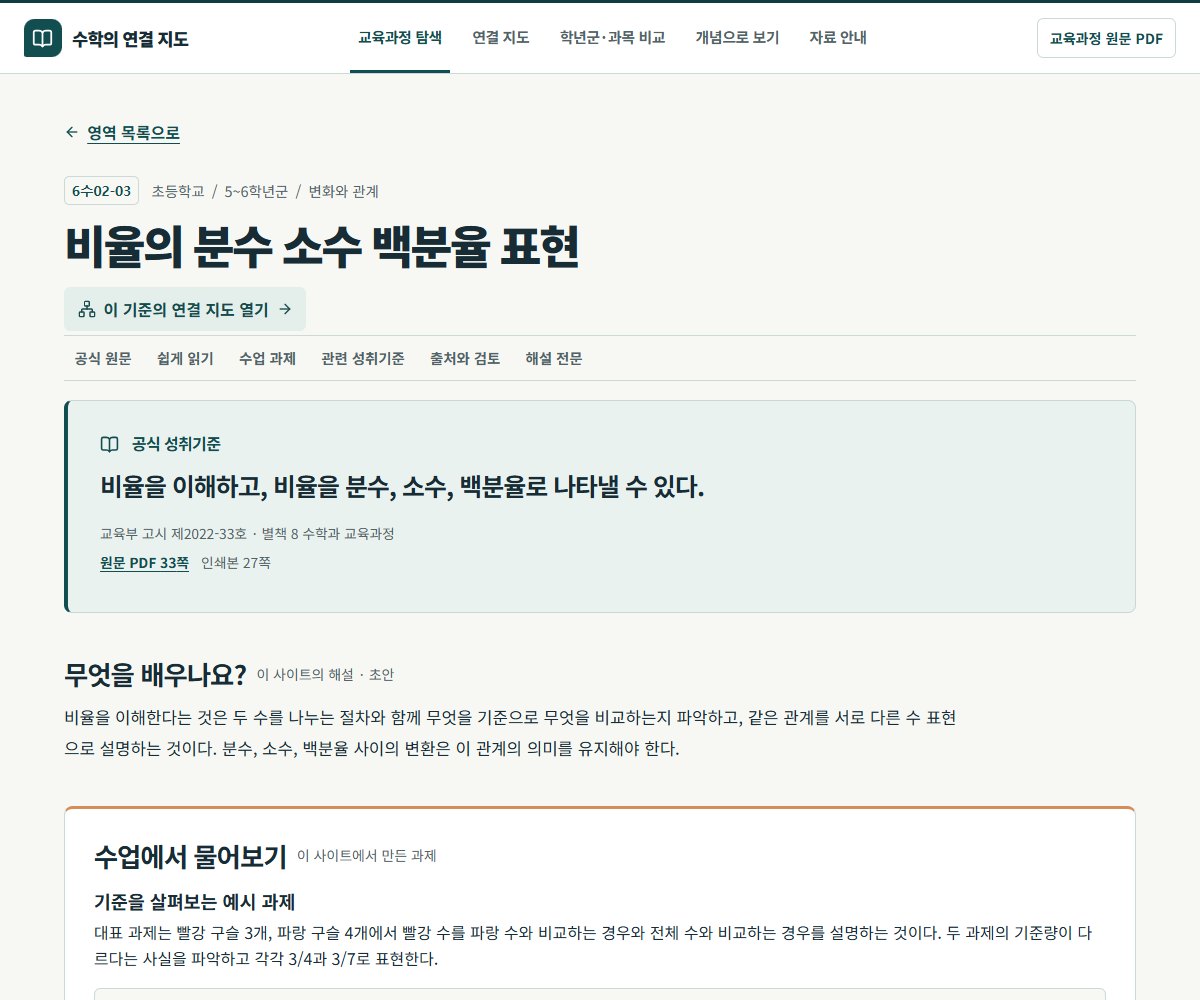 수학의 연결 지도
교육과정 탐색 연결 지도 학년군·과목 비교 개념으로 보기 자료 안내
교육과정 원문 PDF
← 영역 목록으로
6수02-03 초등학교 / 5~6학년군 / 변화와 관계
비율의 분수 소수 백분율 표현
이 기준의 연결 지도 열기 →
공식 원문 쉽게 읽기 수업 과제 관련 성취기준 출처와 검토 해설 전문
공식 성취기준
비율을 이해하고, 비율을 분수, 소수, 백분율로 나타낼 수 있다.
교육부 고시 제2022-33호 · 별책 8 수학과 교육과정
원문 PDF 33쪽 인쇄본 27쪽
무엇을 배우나요? 이 사이트의 해설 · 초안
비율을 이해한다는 것은 두 수를 나누는 절차와 함께 무엇을 기준으로 무엇을 비교하는지 파악하고, 같은 관계를 서로 다른 수 표현
으로 설명하는 것이다. 분수, 소수, 백분율 사이의 변환은 이 관계의 의미를 유지해야 한다.
수업에서 물어보기 이 사이트에서 만든 과제
기준을 살펴보는 예시 과제
대표 과제는 빨강 구슬 3개, 파랑 구슬 4개에서 빨강 수를 파랑 수와 비교하는 경우와 전체 수와 비교하는 경우를 설명하는 것이다. 두 과제의 기준량이 다
르다는 사실을 파악하고 각각 3/4과 3/7로 표현한다.